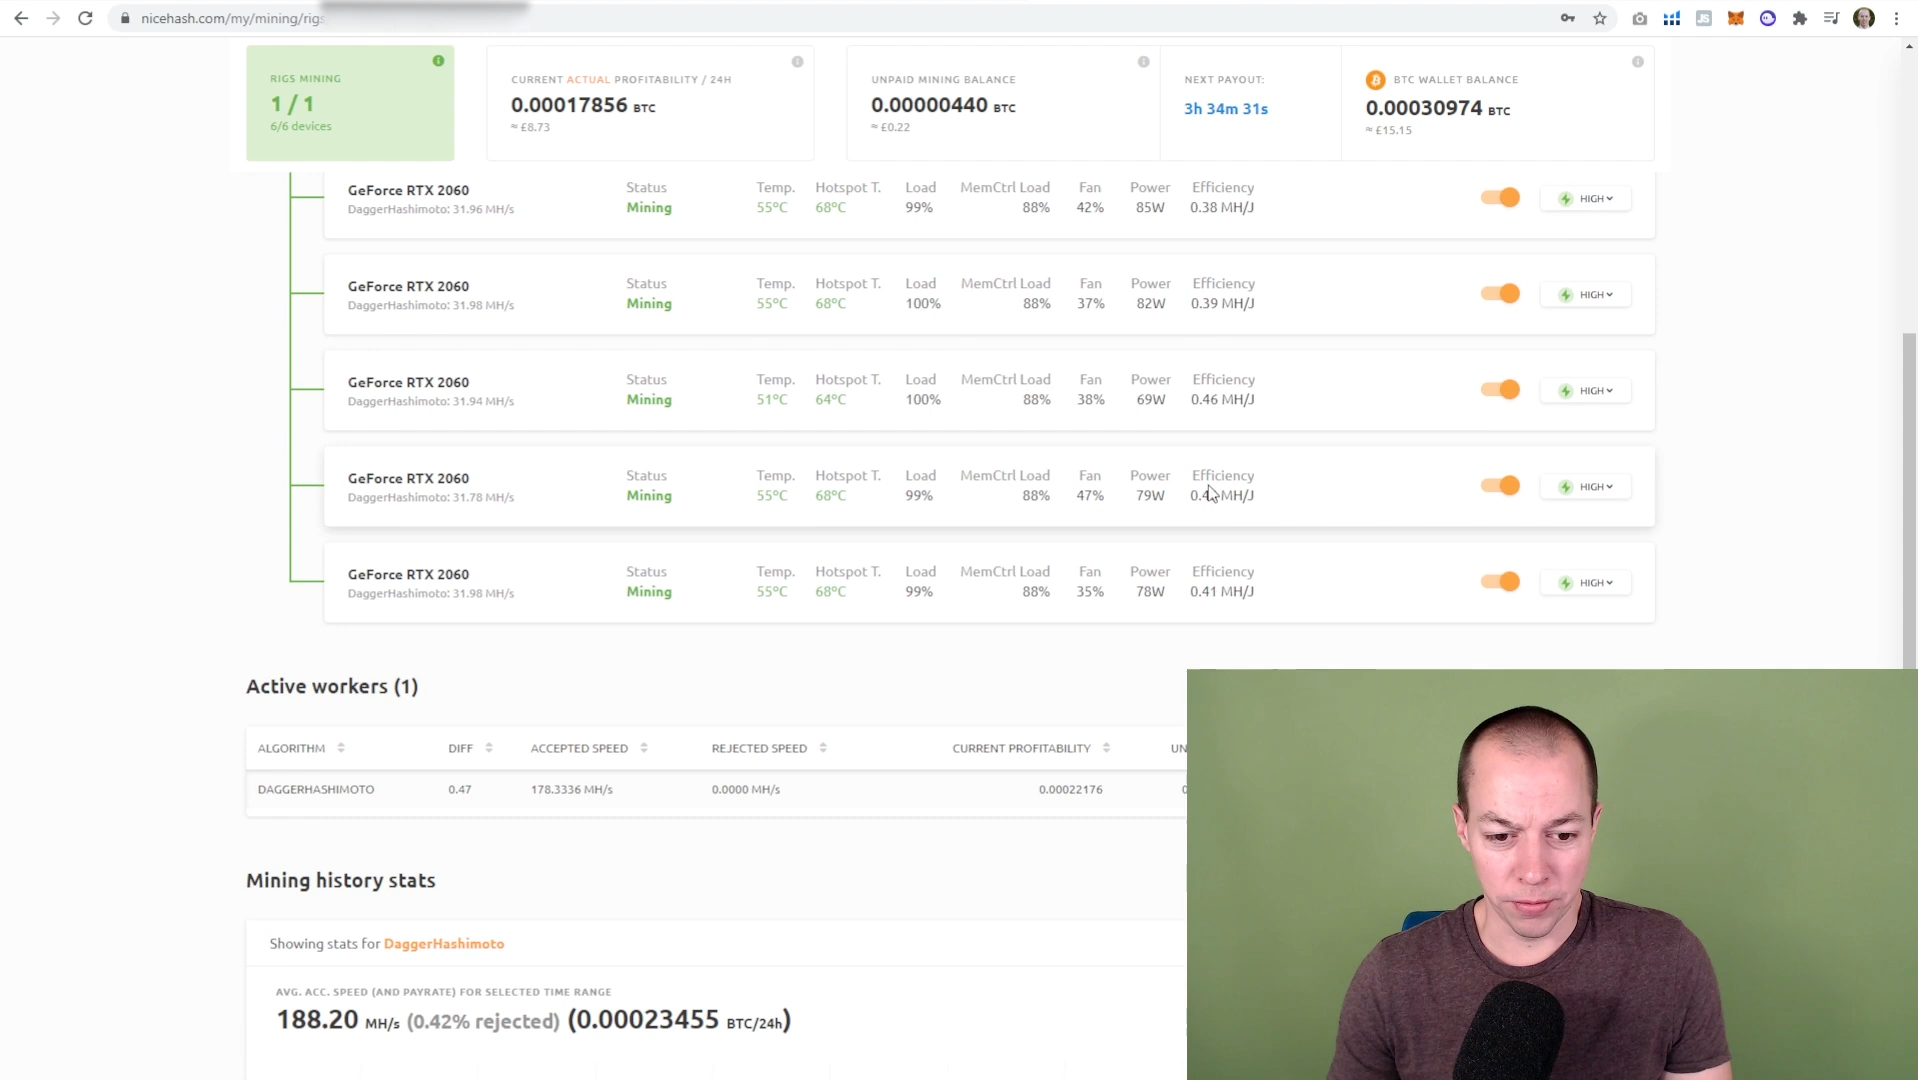 nicehash.com/my/mining/rigs
RIGS MINING
1 / 1
6/6 devices
CURRENT ACTUAL PROFITABILITY / 24H
0.00017856 BTC
≈ £8.73
UNPAID MINING BALANCE
0.00000440 BTC
≈ £0.22
NEXT PAYOUT:
3h 34m 31s
BTC WALLET BALANCE
0.00030974 BTC
≈ £15.15
GeForce RTX 2060 Status Temp. Hotspot T. Load MemCtrl Load Fan Power Efficiency
DaggerHashimoto: 31.96 MH/s Mining 55°C 68°C 99% 88% 42% 85W 0.38 MH/J HIGH
GeForce RTX 2060 Status Temp. Hotspot T. Load MemCtrl Load Fan Power Efficiency
DaggerHashimoto: 31.98 MH/s Mining 55°C 68°C 100% 88% 37% 82W 0.39 MH/J HIGH
GeForce RTX 2060 Status Temp. Hotspot T. Load MemCtrl Load Fan Power Efficiency
DaggerHashimoto: 31.94 MH/s Mining 51°C 64°C 100% 88% 38% 69W 0.46 MH/J HIGH
GeForce RTX 2060 Status Temp. Hotspot T. Load MemCtrl Load Fan Power Efficiency
DaggerHashimoto: 31.78 MH/s Mining 55°C 68°C 99% 88% 47% 79W MH/J HIGH
GeForce RTX 2060 Status Temp. Hotspot T. Load MemCtrl Load Fan Power Efficiency
DaggerHashimoto: 31.98 MH/s Mining 55°C 68°C 99% 88% 35% 78W 0.41 MH/J HIGH
Active workers (1)
ALGORITHM DIFF ACCEPTED SPEED REJECTED SPEED CURRENT PROFITABILITY UN
DAGGERHASHIMOTO 0.47 178.3336 MH/s 0.0000 MH/s 0.00022176
Mining history stats
Showing stats for DaggerHashimoto
AVG. ACC. SPEED (AND PAYRATE) FOR SELECTED TIME RANGE
188.20 MH/s (0.42% rejected) (0.00023455 BTC/24h)